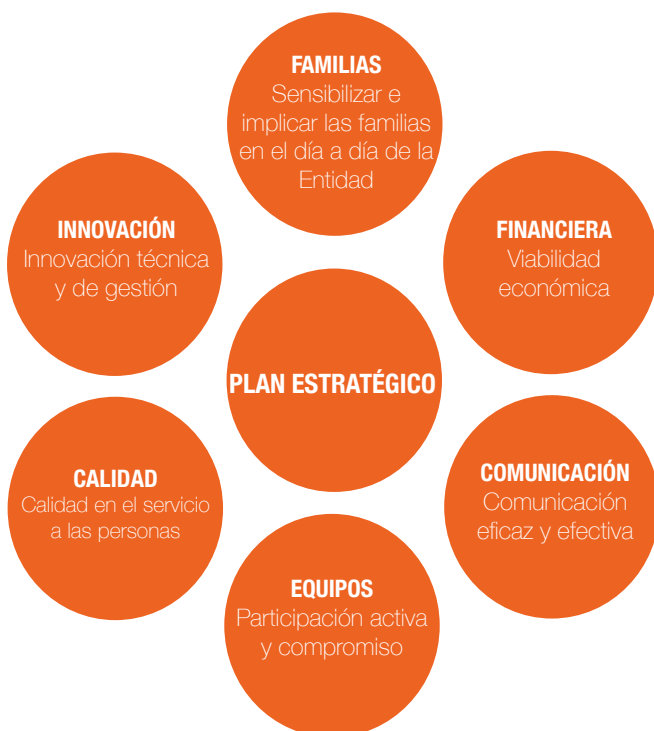 FAMILIAS
Sensibilizar e
implicar las familias
en el día a día de la
Entidad
INNOVACIÓN
Innovación técnica
y de gestión
FINANCIERA
Viabilidad
económica
PLAN ESTRATÉGICO
CALIDAD
Calidad en el servicio
a las personas
COMUNICACIÓN
Comunicación
eficaz y efectiva
EQUIPOS
Participación activa
y compromiso